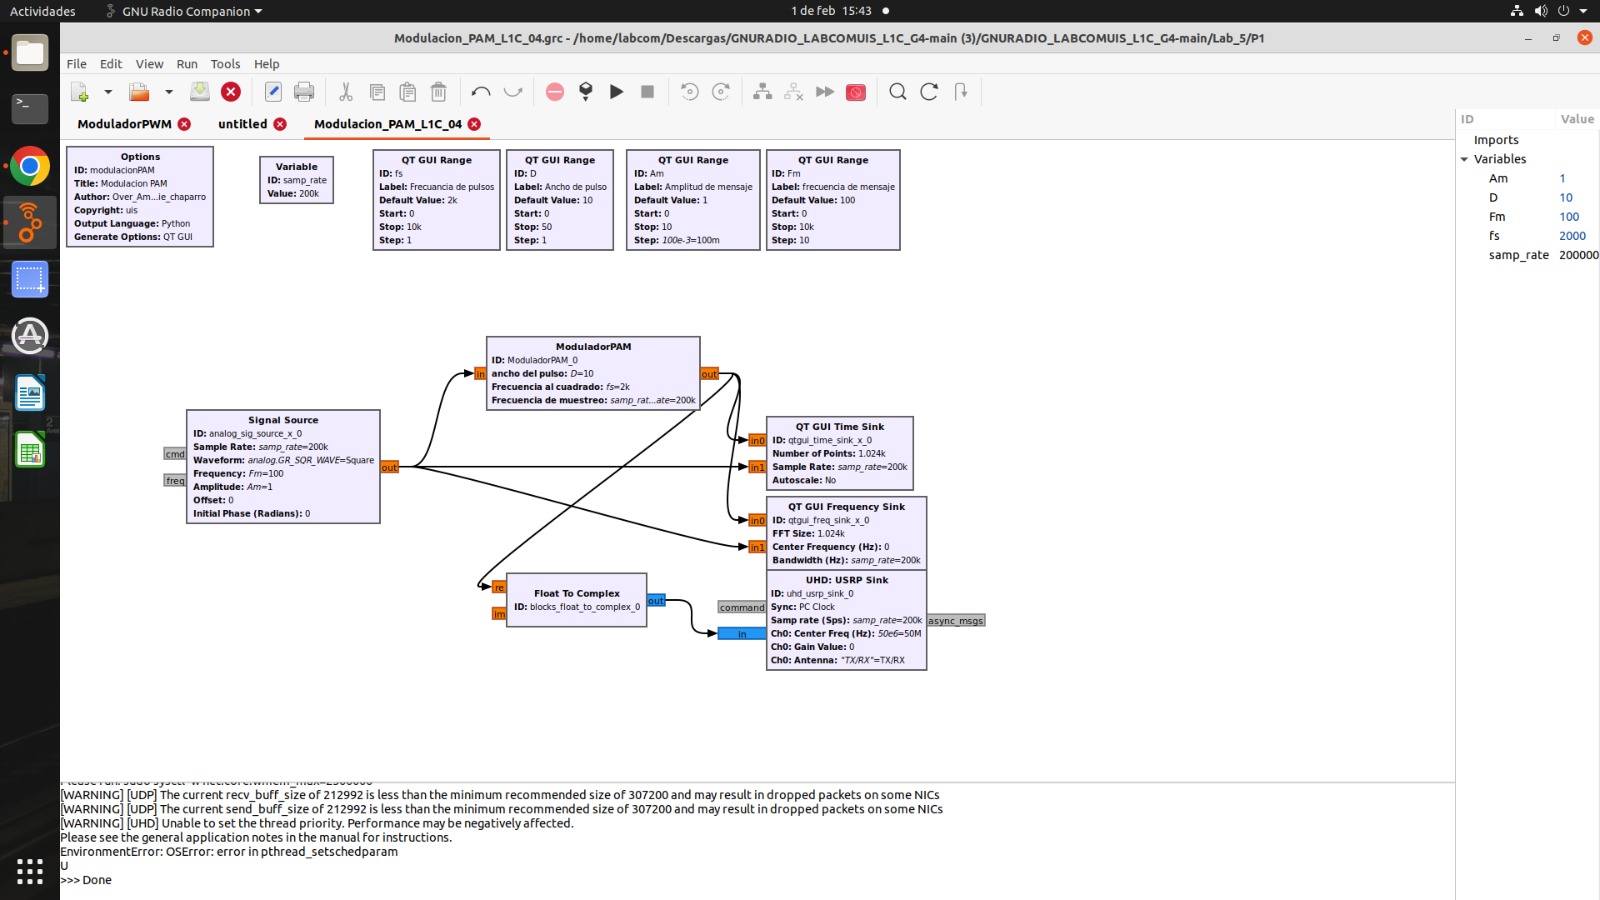 Actividades
GNU Radio Companion
1 de feb 15:43
Modulacion_PAM_L1C_04.grc - /home/labcom/Descargas/GNURADIO_LABCOMUIS_L1C_G4-main (3)/GNURADIO_LABCOMUIS_L1C_G4-main/Lab_5/P1
File Edit View Run Tools Help
ModuladorPWM
untitled
Modulacion_PAM_L1C_04
Options
ID: modulacionPAM
Title: Modulacion PAM
Author: Over_Am...ie_chaparro
Copyright: uis
Output Language: Python
Generate Options: QT GUI
Variable
ID: samp_rate
Value: 200k
QT GUI Range
ID: fs
Label: Frecuancia de pulsos
Default Value: 2k
Start: 0
Stop: 10k
Step: 1
QT GUI Range
ID: D
Label: Ancho de pulso
Default Value: 10
Start: 0
Stop: 50
Step: 1
QT GUI Range
ID: Am
Label: Amplitud de mensaje
Default Value: 1
Start: 0
Stop: 10
Step: 100e-3=100m
QT GUI Range
ID: Fm
Label: frecuencia de mensaje
Default Value: 100
Start: 0
Stop: 10k
Step: 10
ID Value
Imports
Variables
Am 1
D 10
Fm 100
fs 2000
samp_rate 200000
ModuladorPAM
ID: ModuladorPAM_0
ancho del pulso: D=10
Frecuencia al cuadrado: fs=2k
Frecuencia de muestreo: samp_rat...ate=200k
in
out
Signal Source
ID: analog_sig_source_x_0
Sample Rate: samp_rate=200k
Waveform: analog.GR_SQR_WAVE=Square
Frequency: Fm=100
Amplitude: Am=1
Offset: 0
Initial Phase (Radians): 0
cmd
freq
out
QT GUI Time Sink
ID: qtgui_time_sink_x_0
Number of Points: 1.024k
Sample Rate: samp_rate=200k
Autoscale: No
in0
in1
QT GUI Frequency Sink
ID: qtgui_freq_sink_x_0
FFT Size: 1.024k
Center Frequency (Hz): 0
Bandwidth (Hz): samp_rate=200k
in0
in1
Float To Complex
ID: blocks_float_to_complex_0
re
im
out
UHD: USRP Sink
ID: uhd_usrp_sink_0
Sync: PC Clock
Samp rate (Sps): samp_rate=200k
Ch0: Center Freq (Hz): 50e6=50M
Ch0: Gain Value: 0
Ch0: Antenna: "TX/RX"=TX/RX
command
in
async_msgs
[WARNING] [UDP] The current recv_buff_size of 212992 is less than the minimum recommended size of 307200 and may result in dropped packets on some NICs
[WARNING] [UDP] The current send_buff_size of 212992 is less than the minimum recommended size of 307200 and may result in dropped packets on some NICs
[WARNING] [UHD] Unable to set the thread priority. Performance may be negatively affected.
Please see the general application notes in the manual for instructions.
EnvironmentError: OSError: error in pthread_setschedparam
U
>>> Done